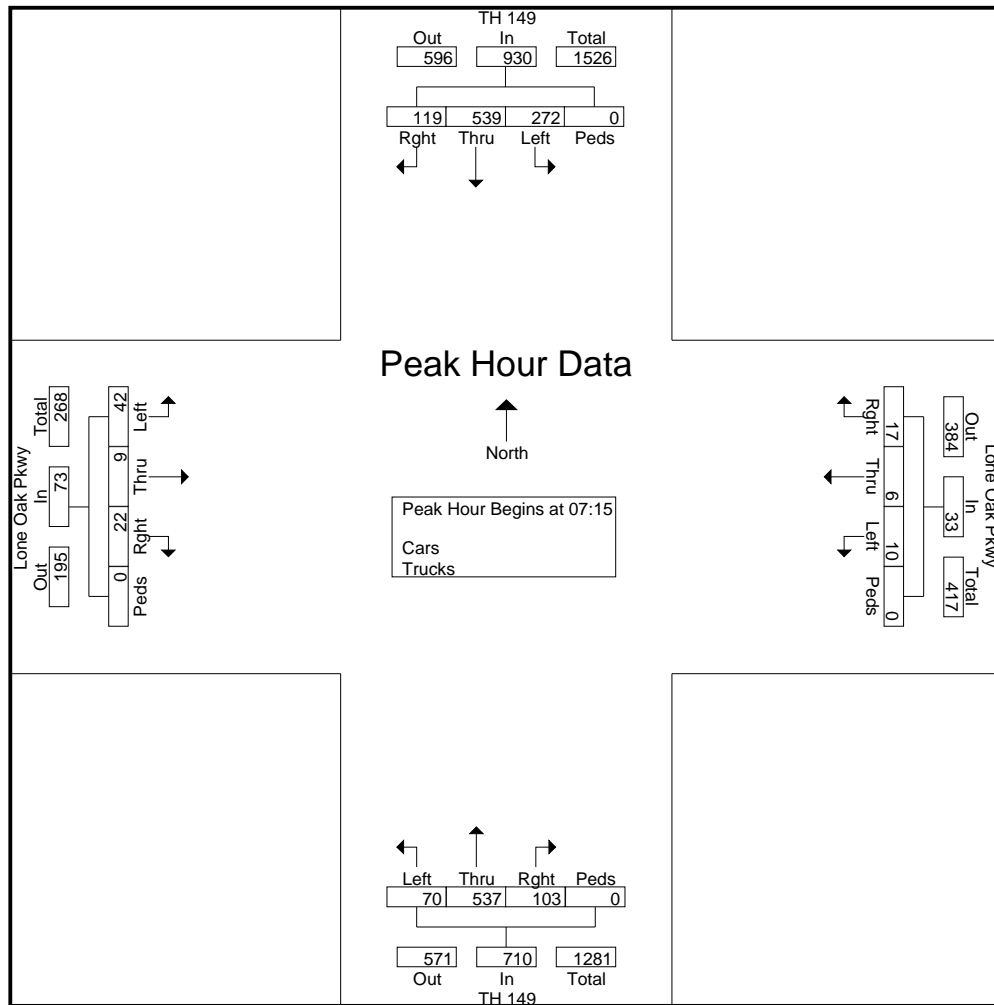 TH 149
Out In Total
596 930 1526
119 539 272 0
Rght Thru Left Peds
Peak Hour Data
North
Peak Hour Begins at 07:15
Cars
Trucks
Lone Oak Pkwy
Total In Out
268 73 195
42 9 22 0
Left Thru Rght Peds
Lone Oak Pkwy
Out In Total
384 33 417
17 6 10 0
Rght Thru Left Peds
Left Thru Rght Peds
70 537 103 0
571 710 1281
Out In Total
TH 149